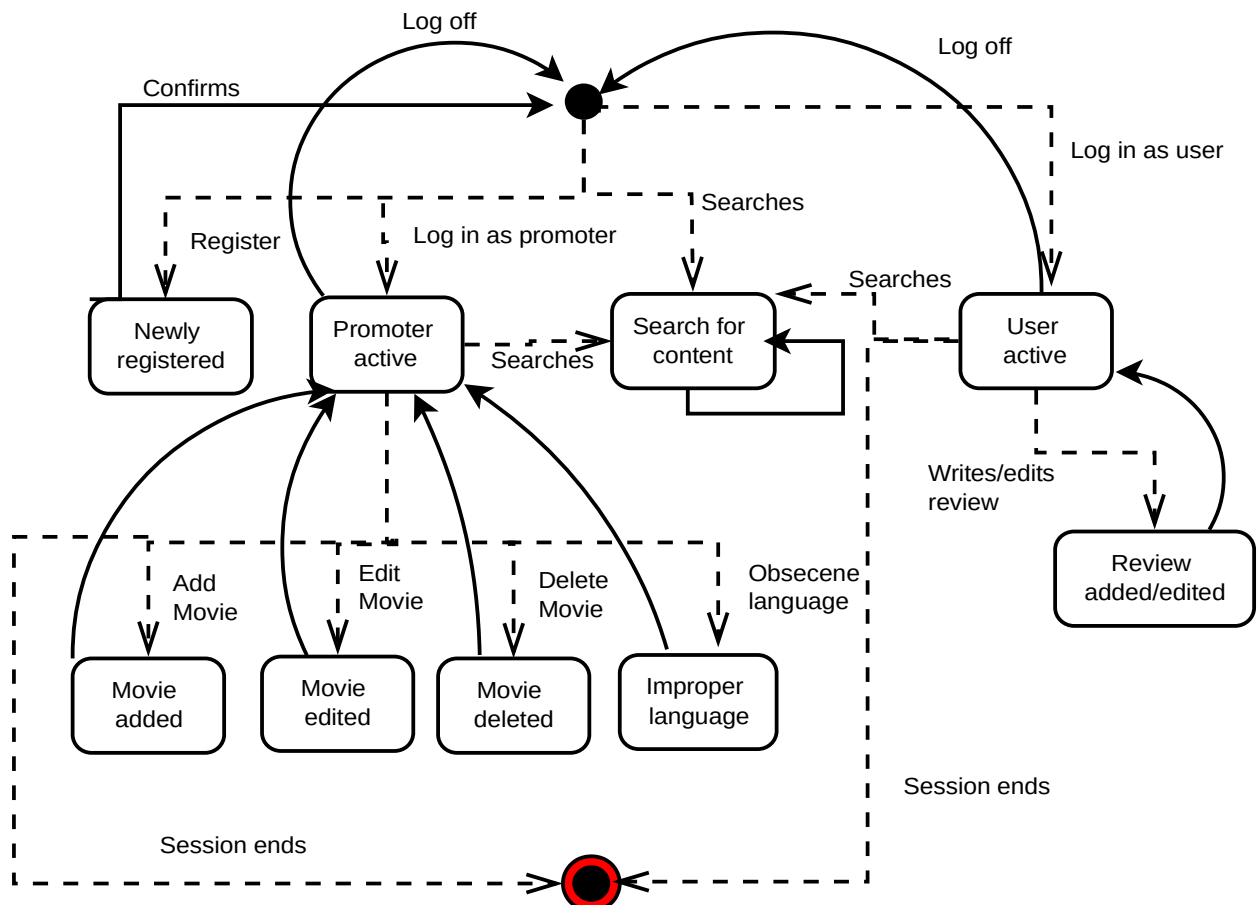 Log off
Log off
Confirms
Log in as user
Searches
Register
Log in as promoter
Searches
Newly
registered
Promoter
active
Searches
Search for
content
User
active
Writes/edits
review
Add
Movie
Edit
Movie
Delete
Movie
Obsecene
language
Review
added/edited
Movie
added
Movie
edited
Movie
deleted
Improper
language
Session ends
Session ends